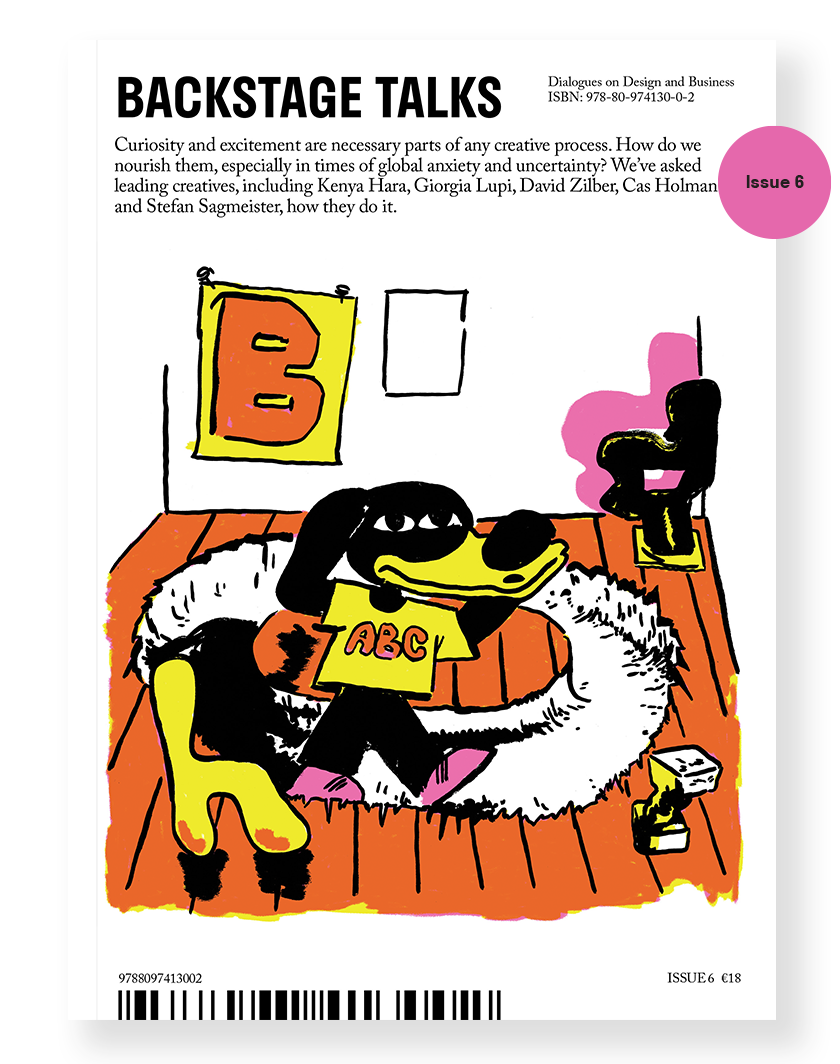 BACKSTAGE TALKS
Dialogues on Design and Business
ISBN: 978-80-974130-0-2
Curiosity and excitement are necessary parts of any creative process. How do we
nourish them, especially in times of global anxiety and uncertainty? We’ve asked
leading creatives, including Kenya Hara, Giorgia Lupi, David Zilber, Cas Holman
and Stefan Sagmeister, how they do it.
Issue 6
B
ABC
9788097413002
ISSUE 6 €18